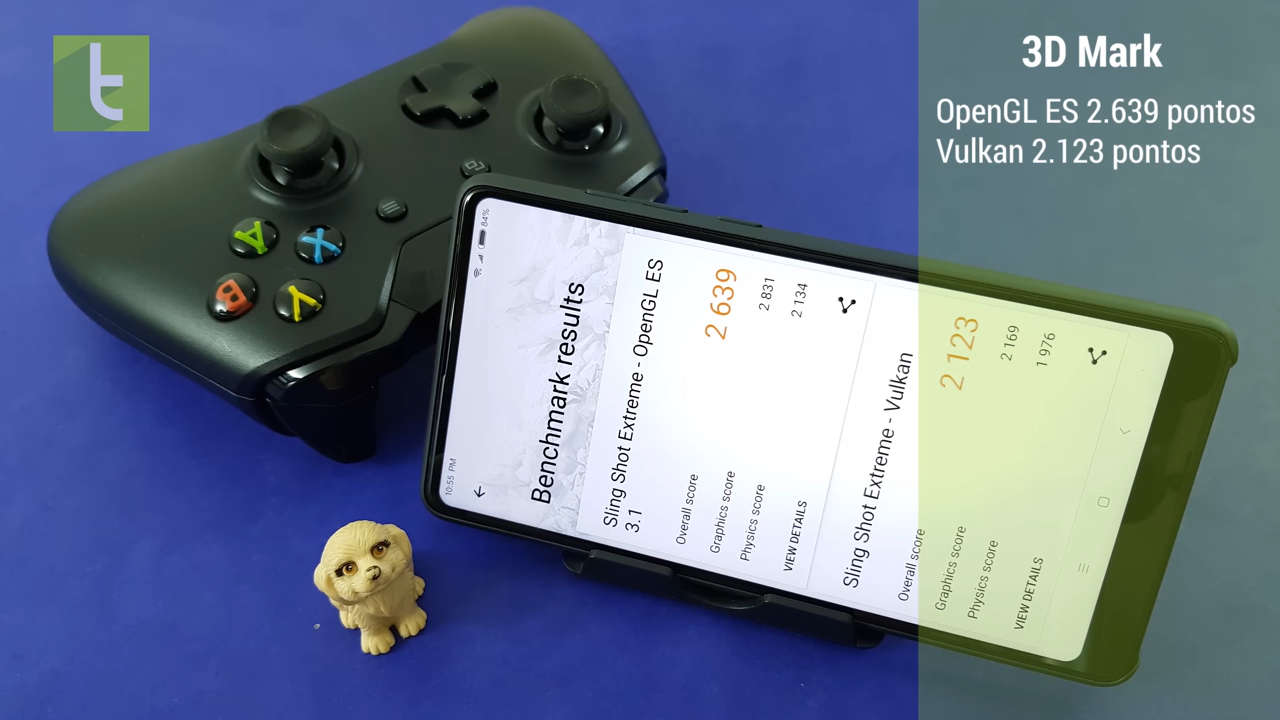 t
3D Mark
OpenGL ES 2.639 pontos
Vulkan 2.123 pontos
A
X
B
Y
10:55 PM
84%
Benchmark results
Sling Shot Extreme - OpenGL ES
3.1
Overall score 2 639
Graphics score 2 831
Physics score 2 134
VIEW DETAILS
Sling Shot Extreme - Vulkan
Overall score 2 123
Graphics score 2 169
Physics score 1 976
VIEW DETAILS